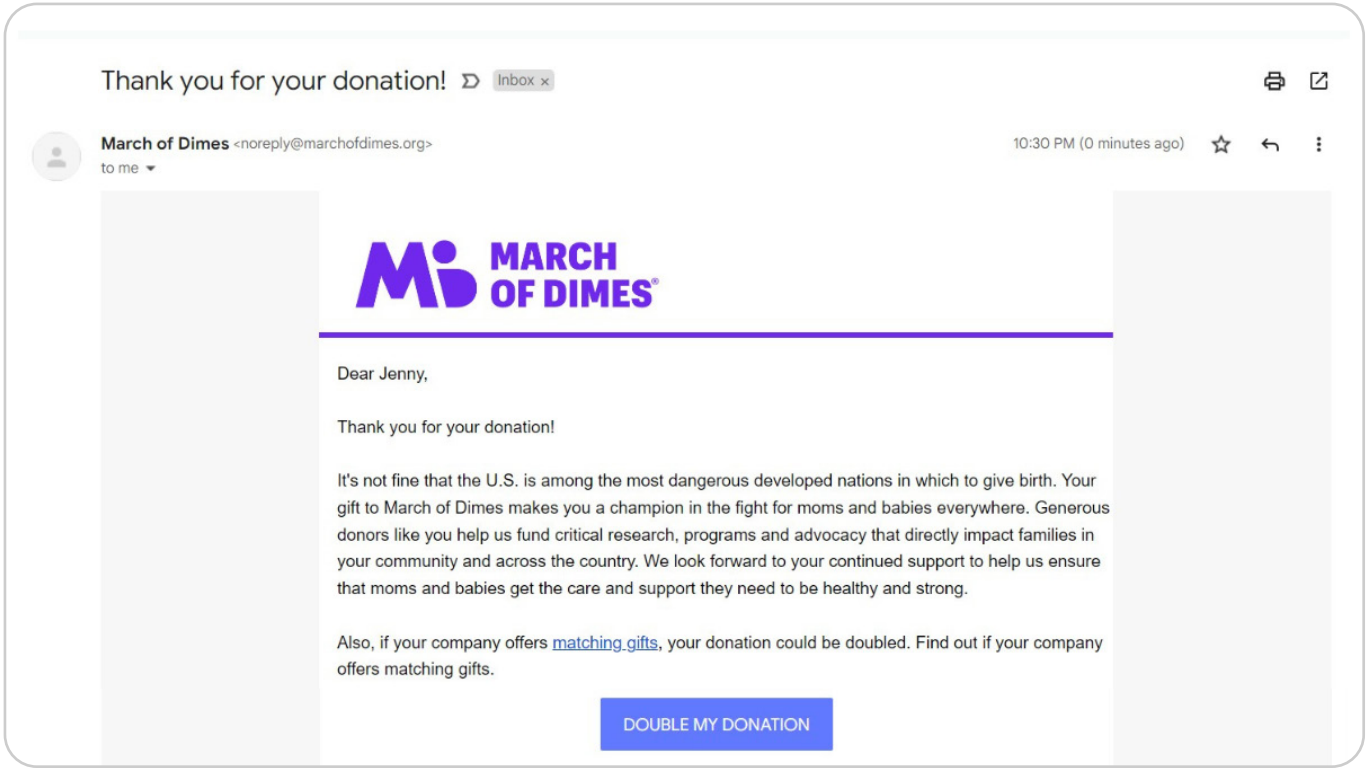 Thank you for your donation! Inbox x
March of Dimes <noreply@marchofdimes.org> 10:30 PM (0 minutes ago)
to me
MARCH
OF DIMES®
Dear Jenny,
Thank you for your donation!
It's not fine that the U.S. is among the most dangerous developed nations in which to give birth. Your
gift to March of Dimes makes you a champion in the fight for moms and babies everywhere. Generous
donors like you help us fund critical research, programs and advocacy that directly impact families in
your community and across the country. We look forward to your continued support to help us ensure
that moms and babies get the care and support they need to be healthy and strong.
Also, if your company offers matching gifts, your donation could be doubled. Find out if your company
offers matching gifts.
DOUBLE MY DONATION